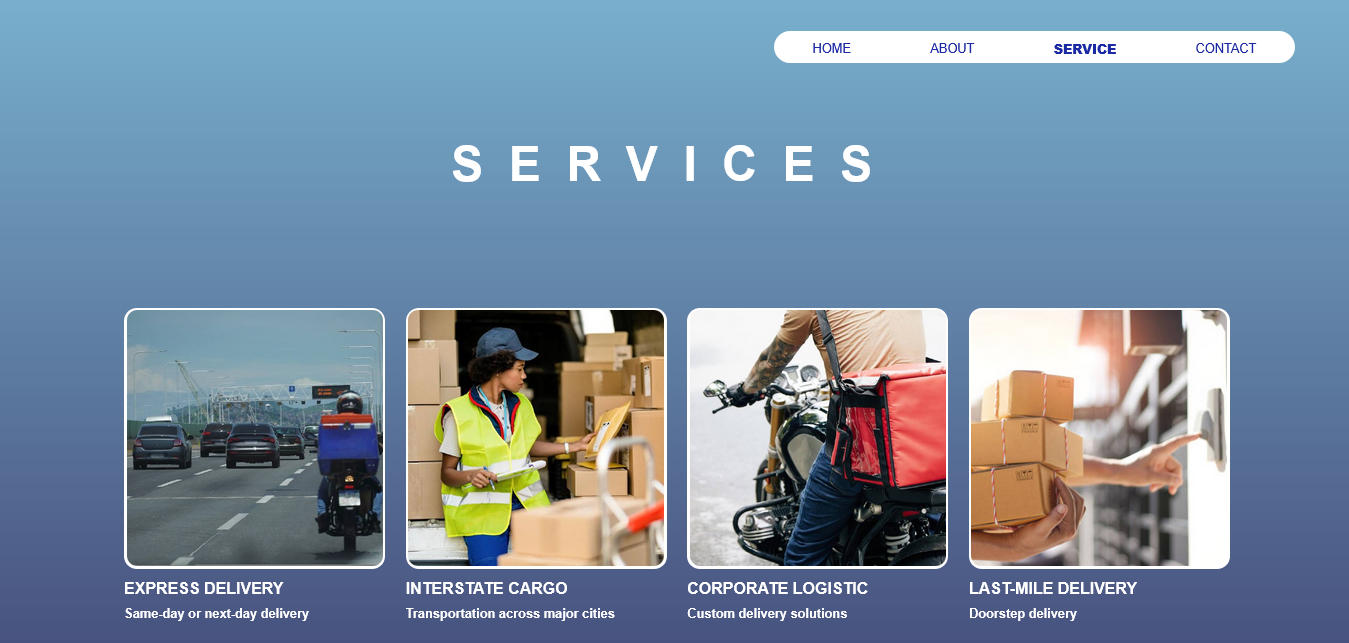 HOME ABOUT SERVICE CONTACT
SERVICES
EXPRESS DELIVERY
Same-day or next-day delivery
INTERSTATE CARGO
Transportation across major cities
CORPORATE LOGISTIC
Custom delivery solutions
LAST-MILE DELIVERY
Doorstep delivery